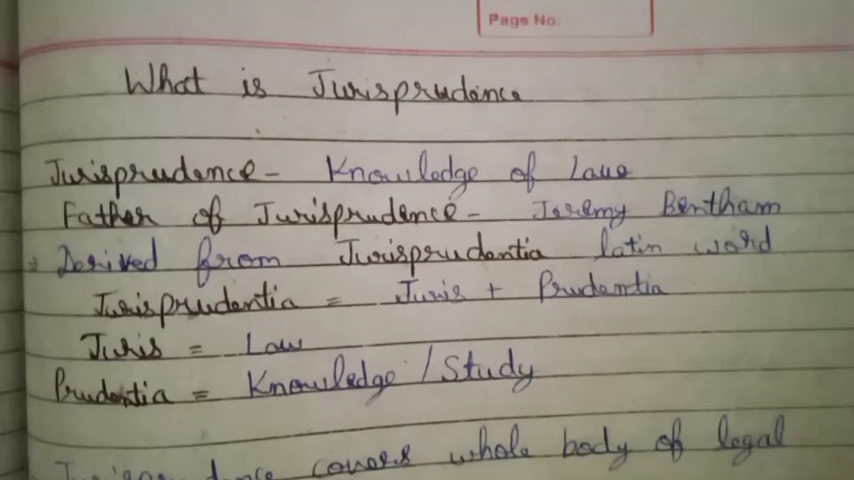 Page No:
What is Jurisprudence
Jurisprudence - Knowledge of Law
Father of Jurisprudence - Jeremy Bentham
→ Derived from Jurisprudentia latin word
Jurisprudentia = Juris + Prudentia
Juris = Law
Prudentia = Knowledge / Study
Jurisprudence covers whole body of legal